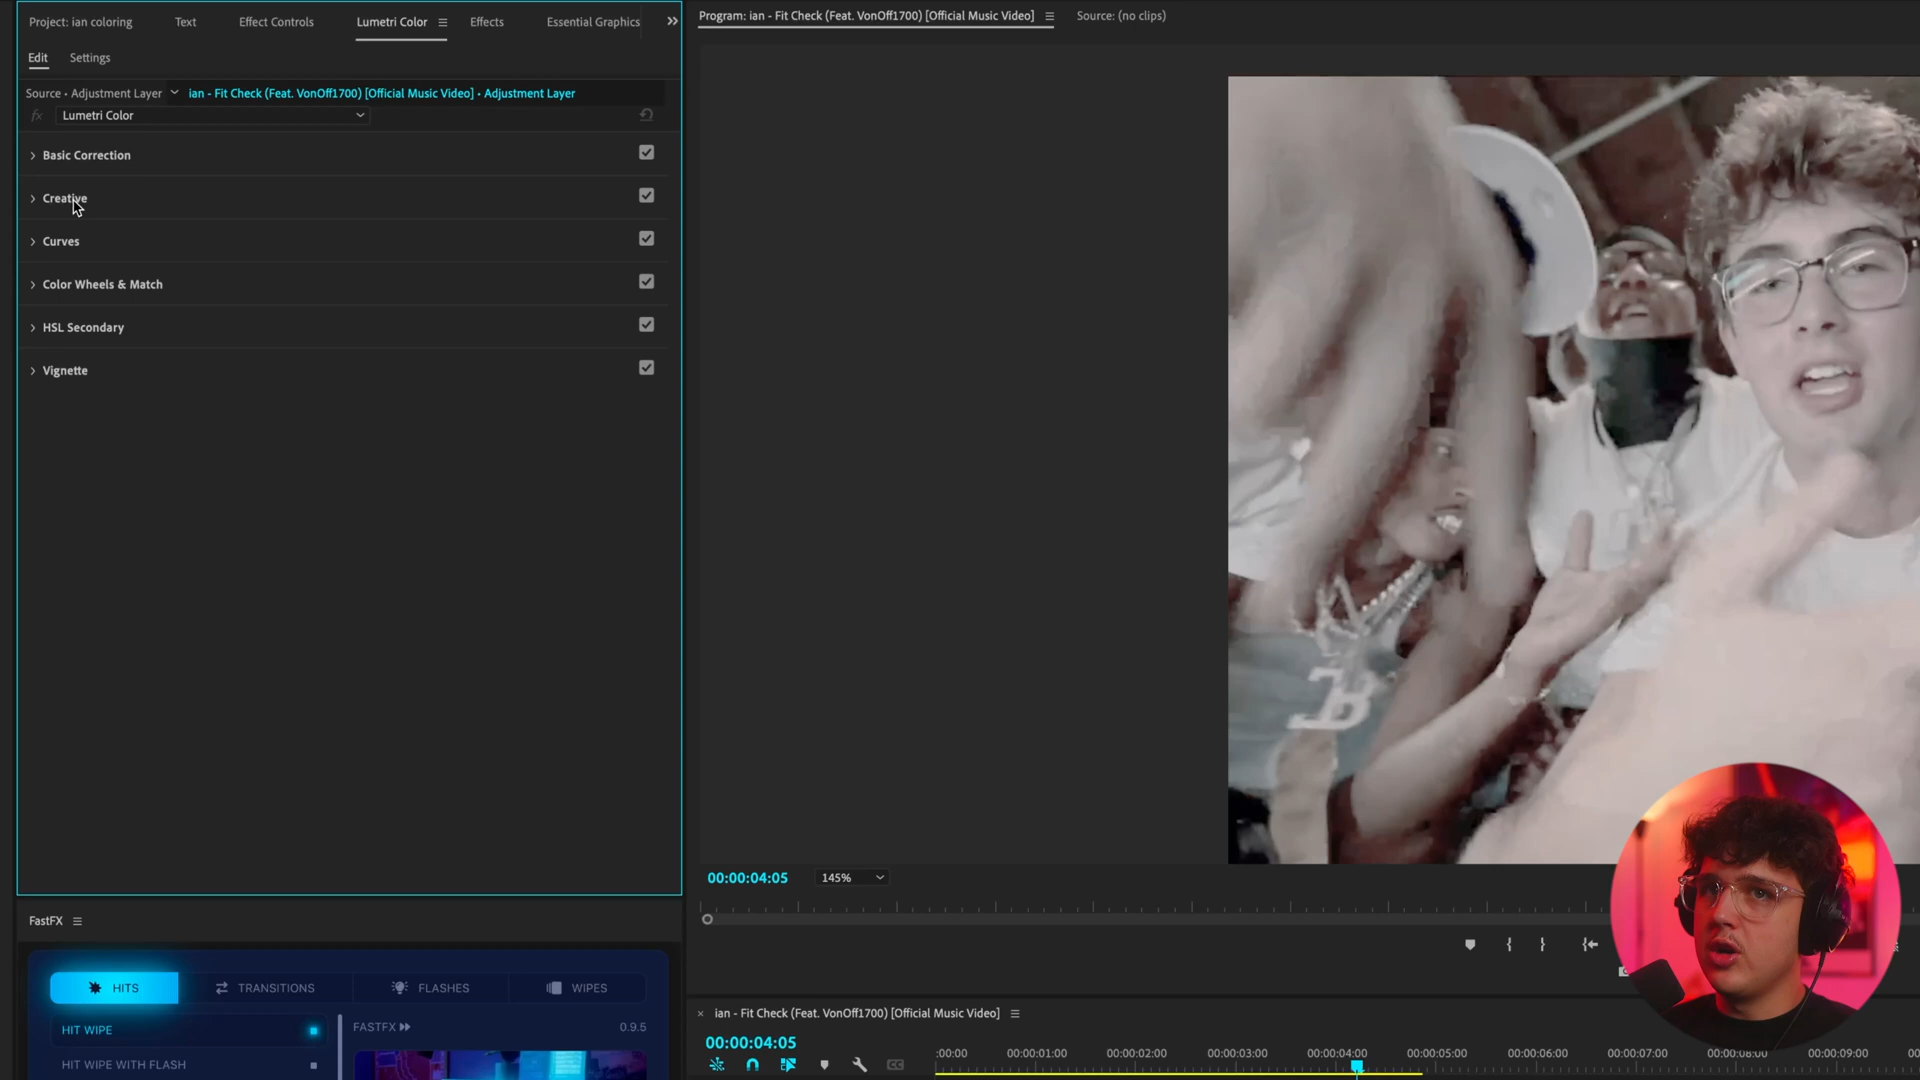 Project: ian coloring
Text
Effect Controls
Lumetri Color
Effects
Essential Graphics
Program: ian - Fit Check (Feat. VonOff1700) [Official Music Video]
Source: (no clips)
Edit
Settings
Source • Adjustment Layer
ian - Fit Check (Feat. VonOff1700) [Official Music Video] • Adjustment Layer
fx
Lumetri Color
Basic Correction
Creative
Curves
Color Wheels & Match
HSL Secondary
Vignette
00:00:04:05
145%
FastFX
HITS
TRANSITIONS
FLASHES
WIPES
HIT WIPE
FASTFX
0.9.5
HIT WIPE WITH FLASH
ian - Fit Check (Feat. VonOff1700) [Official Music Video]
00:00:04:05
:00:00
00:00:01:00
00:00:02:00
00:00:03:00
00:00:04:00
00:00:05:00
00:00:06:00
00:00:07:00
00:00:08:00
00:00:09:00